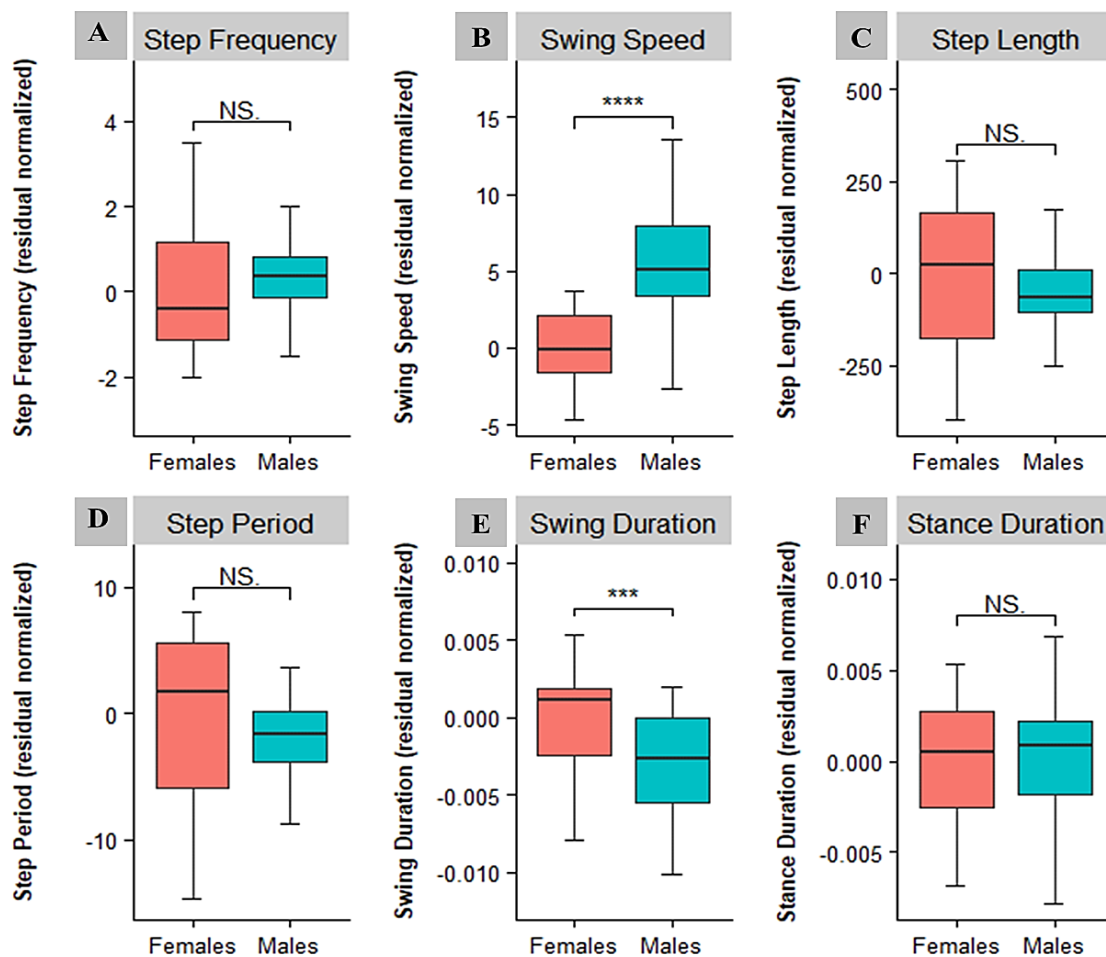 A Step Frequency
Step Frequency (residual normalized)
4
2
0
-2
NS.
Females Males
B Swing Speed
Swing Speed (residual normalized)
15
10
5
0
-5
****
Females Males
C Step Length
Step Length (residual normalized)
500
250
0
-250
NS.
Females Males
D Step Period
Step Period (residual normalized)
10
0
-10
NS.
Females Males
E Swing Duration
Swing Duration (residual normalized)
0.010
0.005
0.000
-0.005
-0.010
***
Females Males
F Stance Duration
Stance Duration (residual normalized)
0.010
0.005
0.000
-0.005
NS.
Females Males